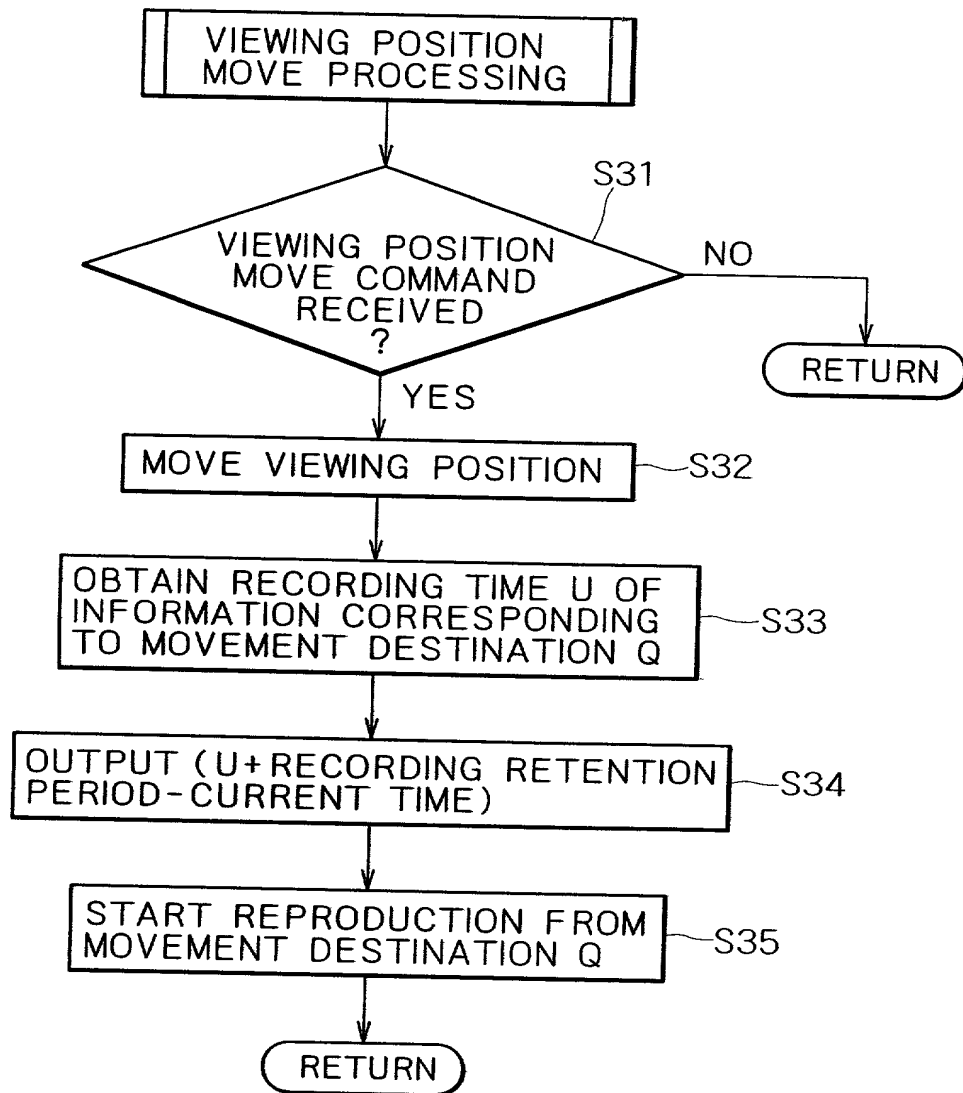 VIEWING POSITION
MOVE PROCESSING
S31
VIEWING POSITION
MOVE COMMAND
RECEIVED
?
NO
RETURN
YES
MOVE VIEWING POSITION
S32
OBTAIN RECORDING TIME U OF
INFORMATION CORRESPONDING
TO MOVEMENT DESTINATION Q
S33
OUTPUT (U+RECORDING RETENTION
PERIOD-CURRENT TIME)
S34
START REPRODUCTION FROM
MOVEMENT DESTINATION Q
S35
RETURN